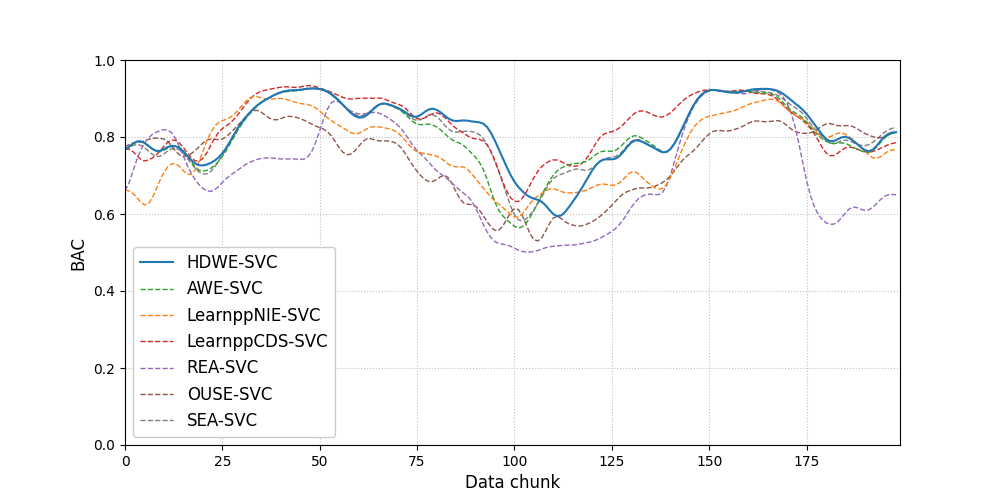 1.0
0.8
0.6
0.4
0.2
0.0
BAC
HDWE-SVC
AWE-SVC
LearnppNIE-SVC
LearnppCDS-SVC
REA-SVC
OUSE-SVC
SEA-SVC
0 25 50 75 100 125 150 175
Data chunk